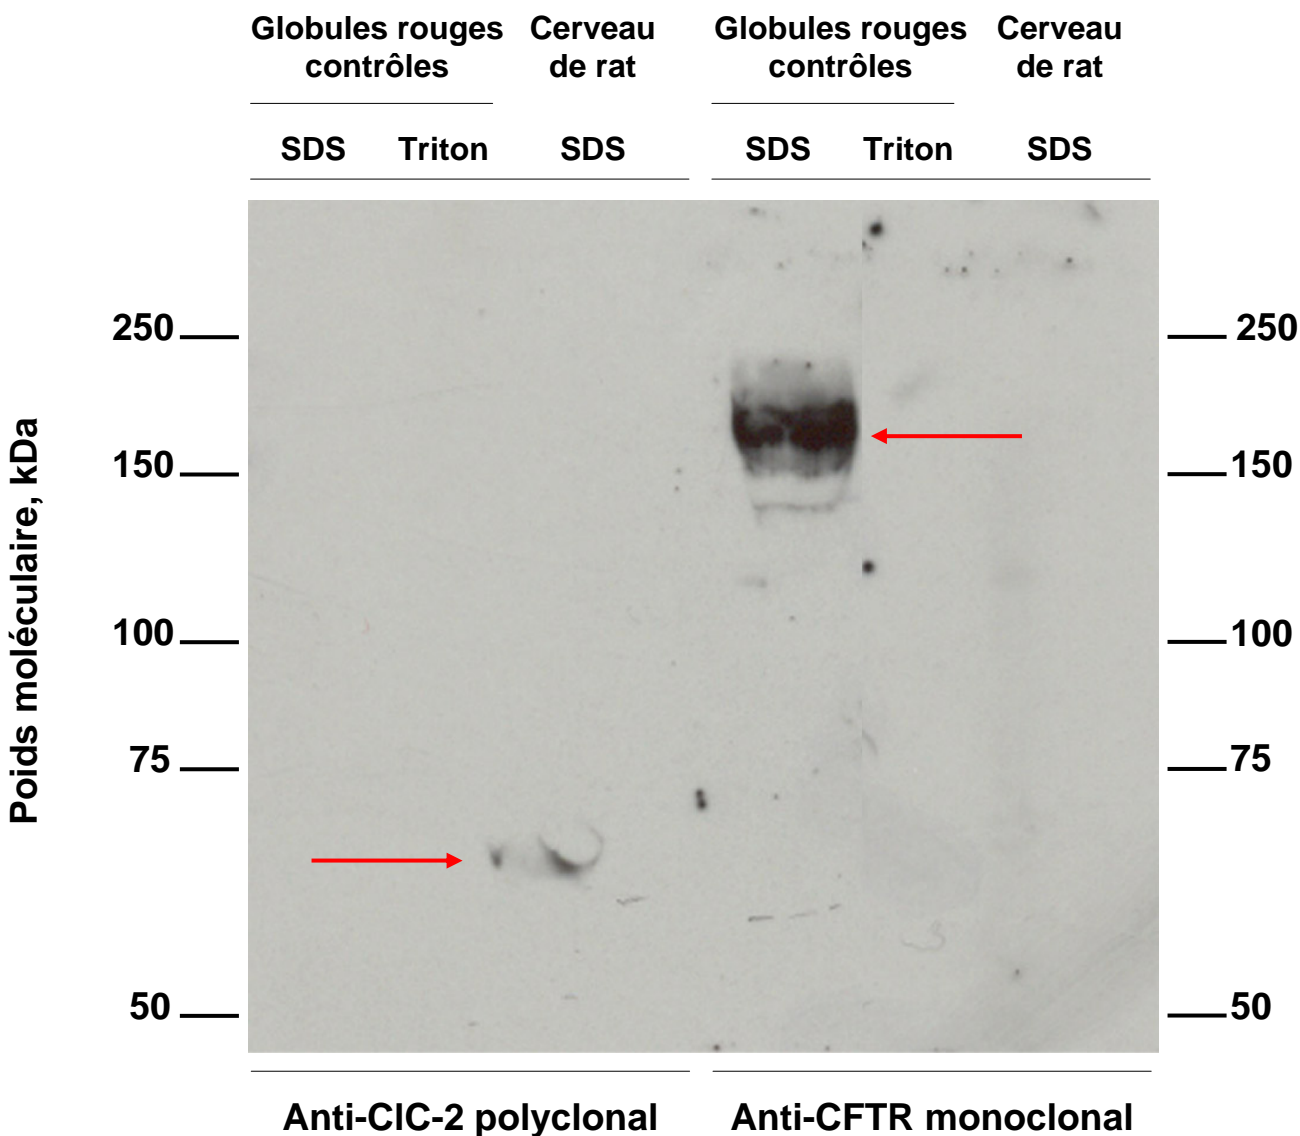 Globules rouges contrôles
Cerveau de rat
Globules rouges contrôles
Cerveau de rat
SDS Triton SDS SDS Triton SDS
Poids moléculaire, kDa
250 250
150 150
100 100
75 75
50 50
Anti-ClC-2 polyclonal Anti-CFTR monoclonal